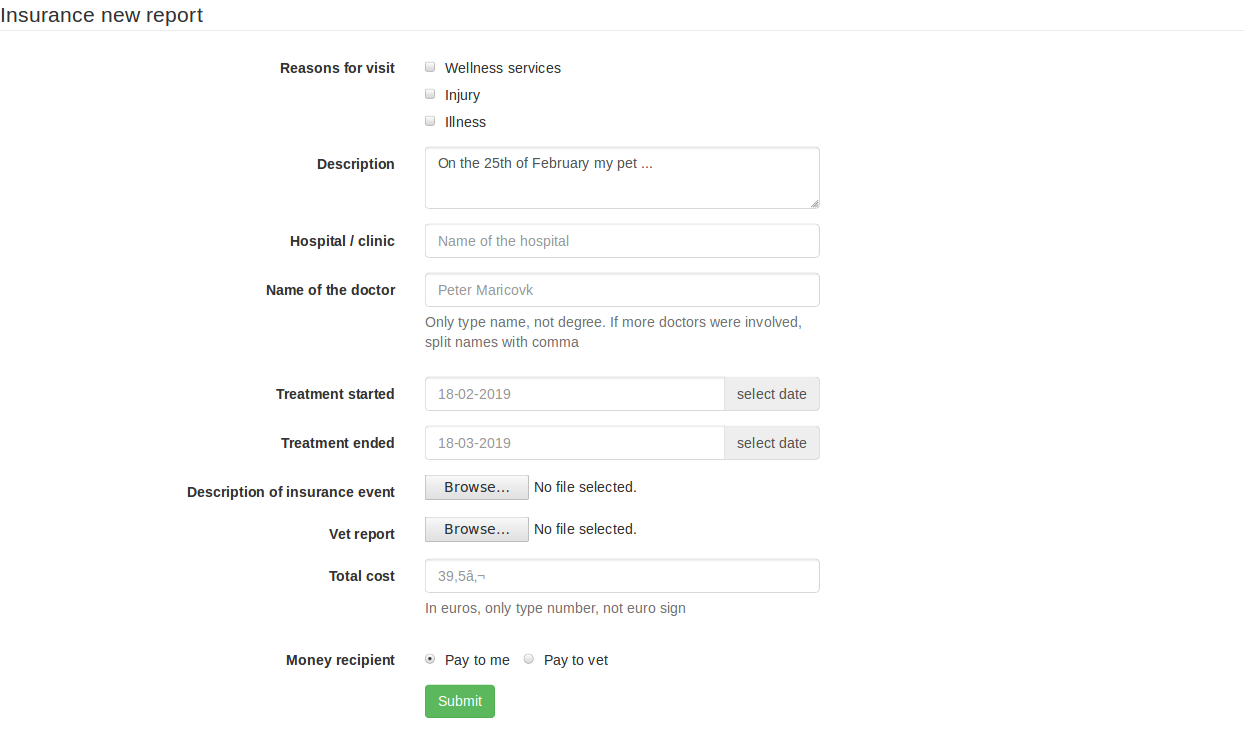 Insurance new report
Reasons for visit Wellness services
Injury
Illness
Description On the 25th of February my pet ...
Hospital / clinic Name of the hospital
Name of the doctor Peter Maricovk
Only type name, not degree. If more doctors were involved,
split names with comma
Treatment started 18-02-2019 select date
Treatment ended 18-03-2019 select date
Description of insurance event Browse... No file selected.
Vet report Browse... No file selected.
Total cost 39,5â‚¬
In euros, only type number, not euro sign
Money recipient Pay to me Pay to vet
Submit